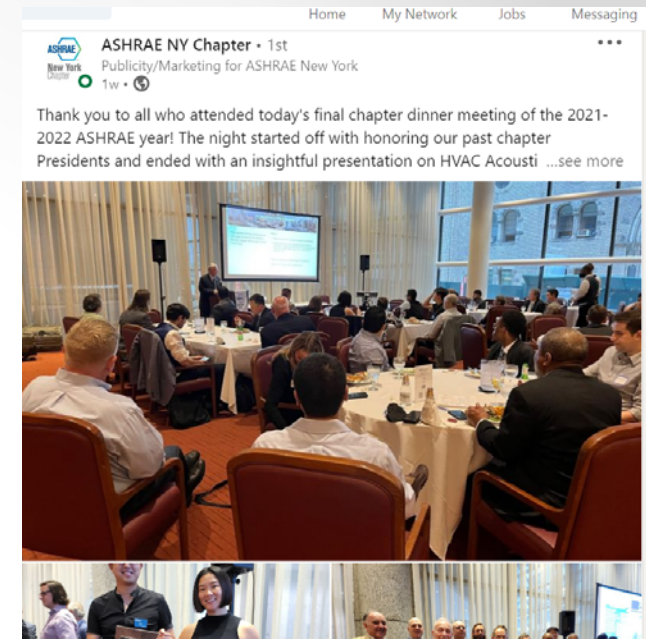 Home My Network Jobs Messaging
ASHRAE
New York
Chapter
ASHRAE NY Chapter • 1st
Publicity/Marketing for ASHRAE New York
1w •
Thank you to all who attended today's final chapter dinner meeting of the 2021-
2022 ASHRAE year! The night started off with honoring our past chapter
Presidents and ended with an insightful presentation on HVAC Acousti ...see more